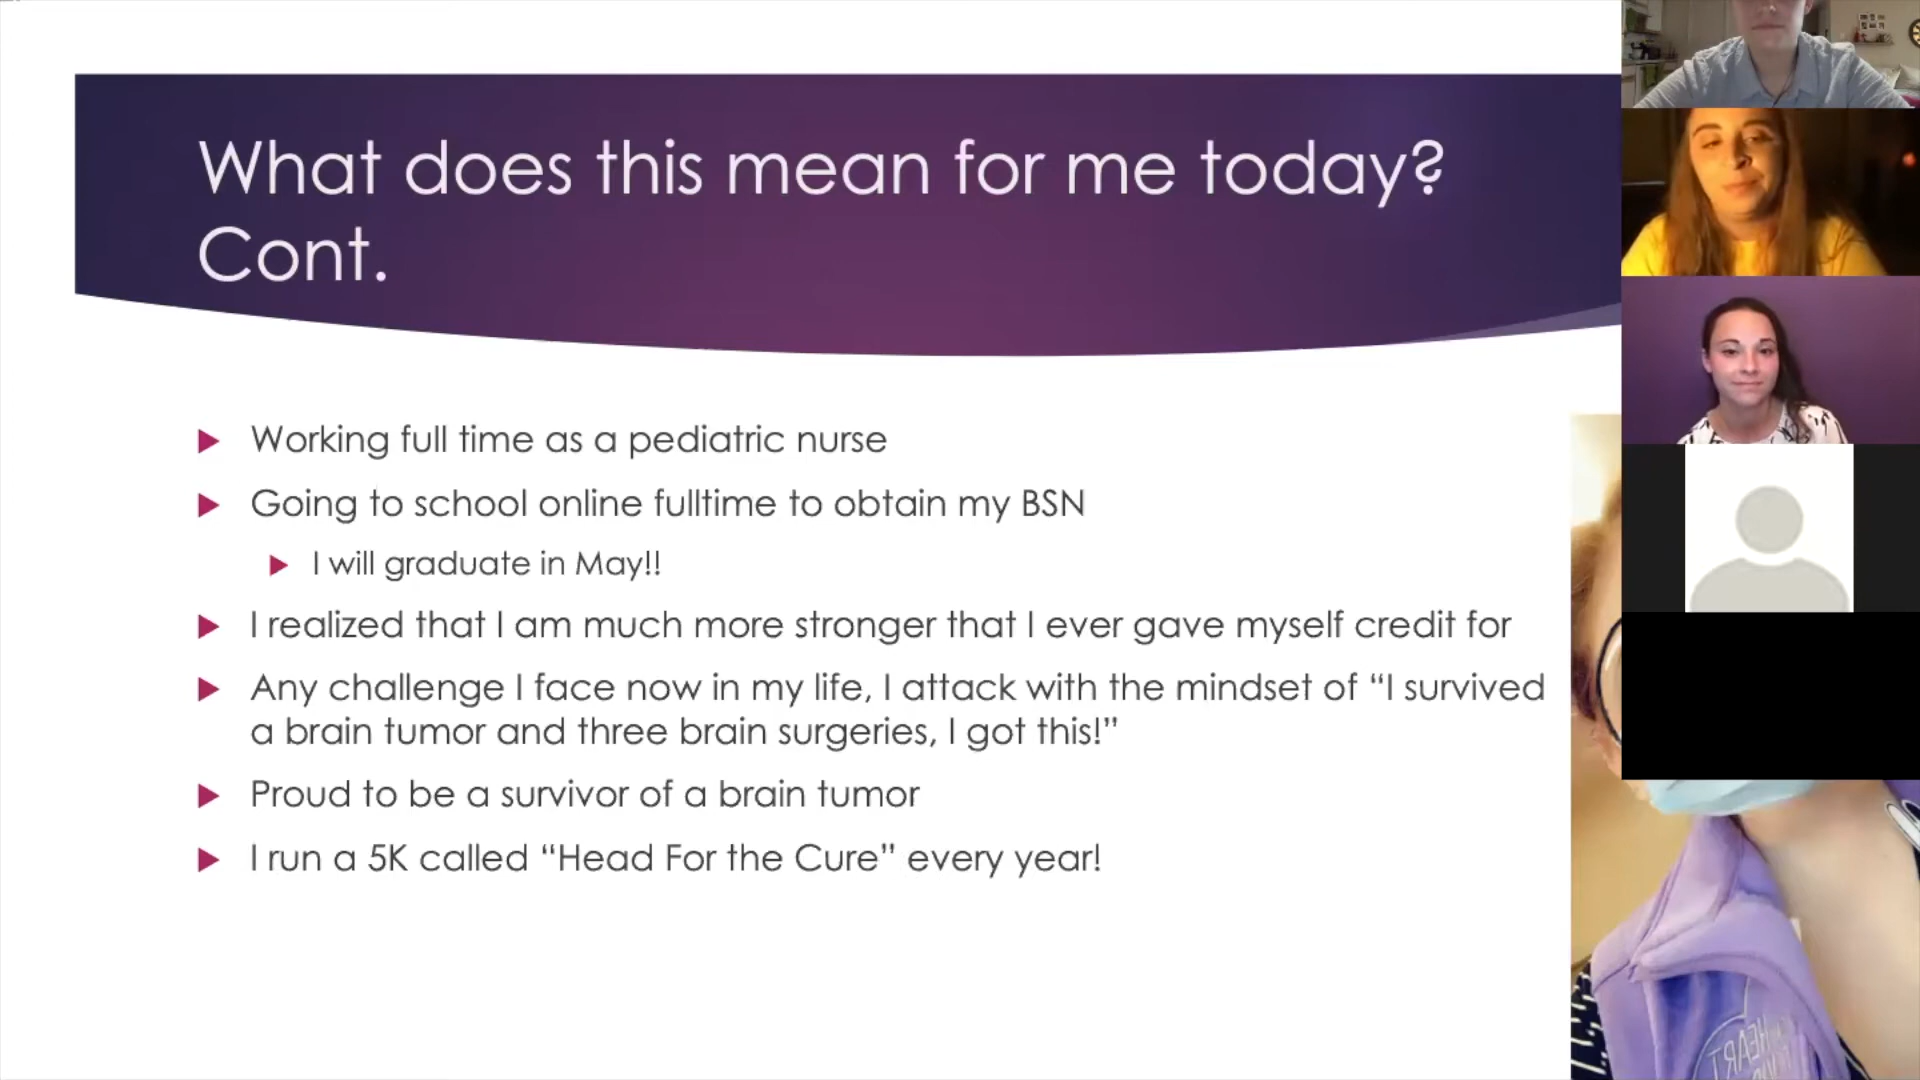 What does this mean for me today?
Cont.
Working full time as a pediatric nurse
Going to school online fulltime to obtain my BSN
I will graduate in May!!
I realized that I am much more stronger that I ever gave myself credit for
Any challenge I face now in my life, I attack with the mindset of “I survived
a brain tumor and three brain surgeries, I got this!”
Proud to be a survivor of a brain tumor
I run a 5K called “Head For the Cure” every year!
HEART